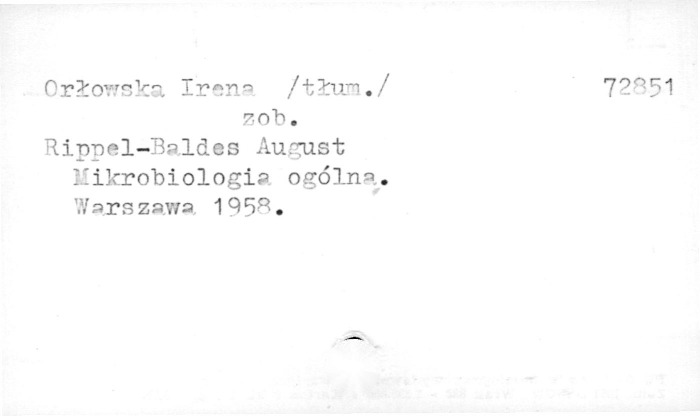 Orłowska Irena /tłum./ 72851
zob.
Rippel-Baldes August
Mikrobiologia ogólna.
Warszawa 1958.